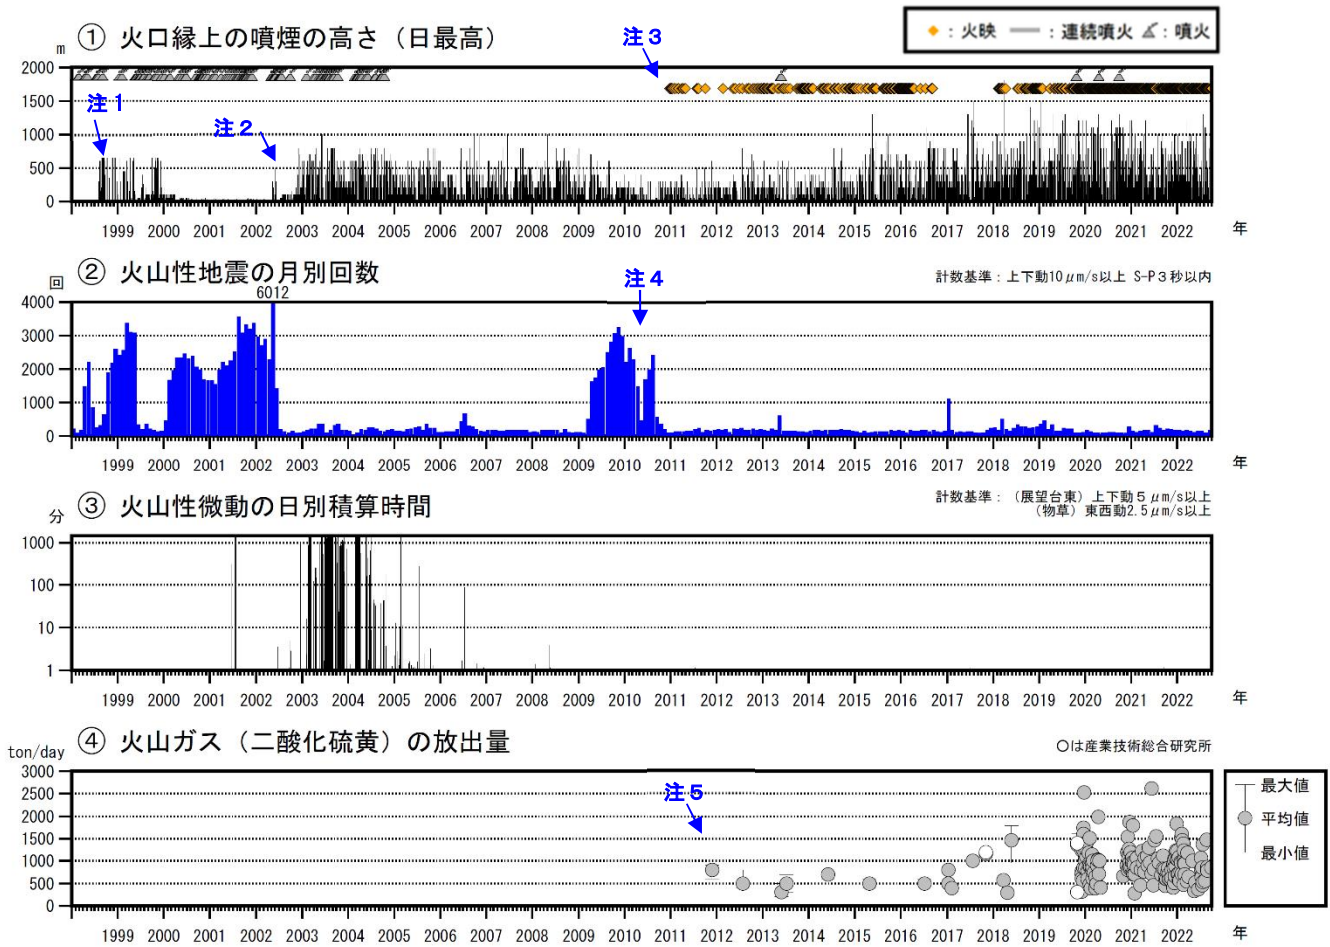 ① 火口縁上の噴煙の高さ（日最高）
注３
◆：火映 ――：連続噴火 ：噴火
m
2000
1500
1000
500
0
注１
注２
1999 2000 2001 2002 2003 2004 2005 2006 2007 2008 2009 2010 2011 2012 2013 2014 2015 2016 2017 2018 2019 2020 2021 2022 年
② 火山性地震の月別回数
回
6012
注４
計数基準：上下動10μm/s以上 S-P３秒以内
4000
3000
2000
1000
0
1999 2000 2001 2002 2003 2004 2005 2006 2007 2008 2009 2010 2011 2012 2013 2014 2015 2016 2017 2018 2019 2020 2021 2022 年
③ 火山性微動の日別積算時間
分
計数基準：（展望台東）上下動５μm/s以上
（物草）東西動2.5μm/s以上
1000
100
10
1
1999 2000 2001 2002 2003 2004 2005 2006 2007 2008 2009 2010 2011 2012 2013 2014 2015 2016 2017 2018 2019 2020 2021 2022 年
④ 火山ガス（二酸化硫黄）の放出量
ton/day
○は産業技術総合研究所
3000
2500
2000
1500
1000
500
0
注５
最大値
平均値
最小値
1999 2000 2001 2002 2003 2004 2005 2006 2007 2008 2009 2010 2011 2012 2013 2014 2015 2016 2017 2018 2019 2020 2021 2022 年